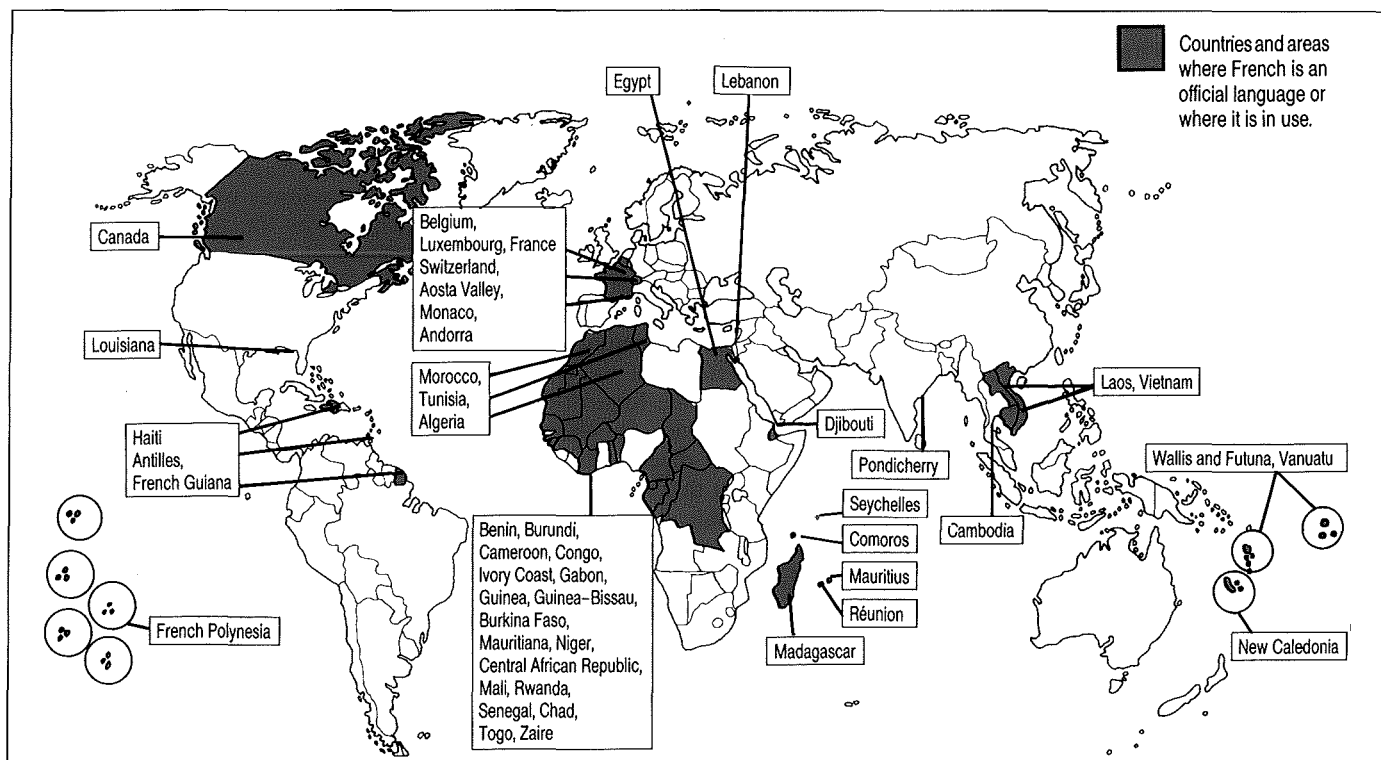 Countries and areas
where French is an
official language or
where it is in use.
Egypt
Lebanon
Canada
Belgium,
Luxembourg, France
Switzerland,
Aosta Valley,
Monaco,
Andorra
Louisiana
Morocco,
Tunisia,
Algeria
Laos, Vietnam
Haiti
Antilles,
French Guiana
Djibouti
Pondicherry
Wallis and Futuna, Vanuatu
Seychelles
Cambodia
Comoros
Mauritius
Réunion
French Polynesia
Madagascar
New Caledonia
Benin, Burundi,
Cameroon, Congo,
Ivory Coast, Gabon,
Guinea, Guinea–Bissau,
Burkina Faso,
Mauritiana, Niger,
Central African Republic,
Mali, Rwanda,
Senegal, Chad,
Togo, Zaire